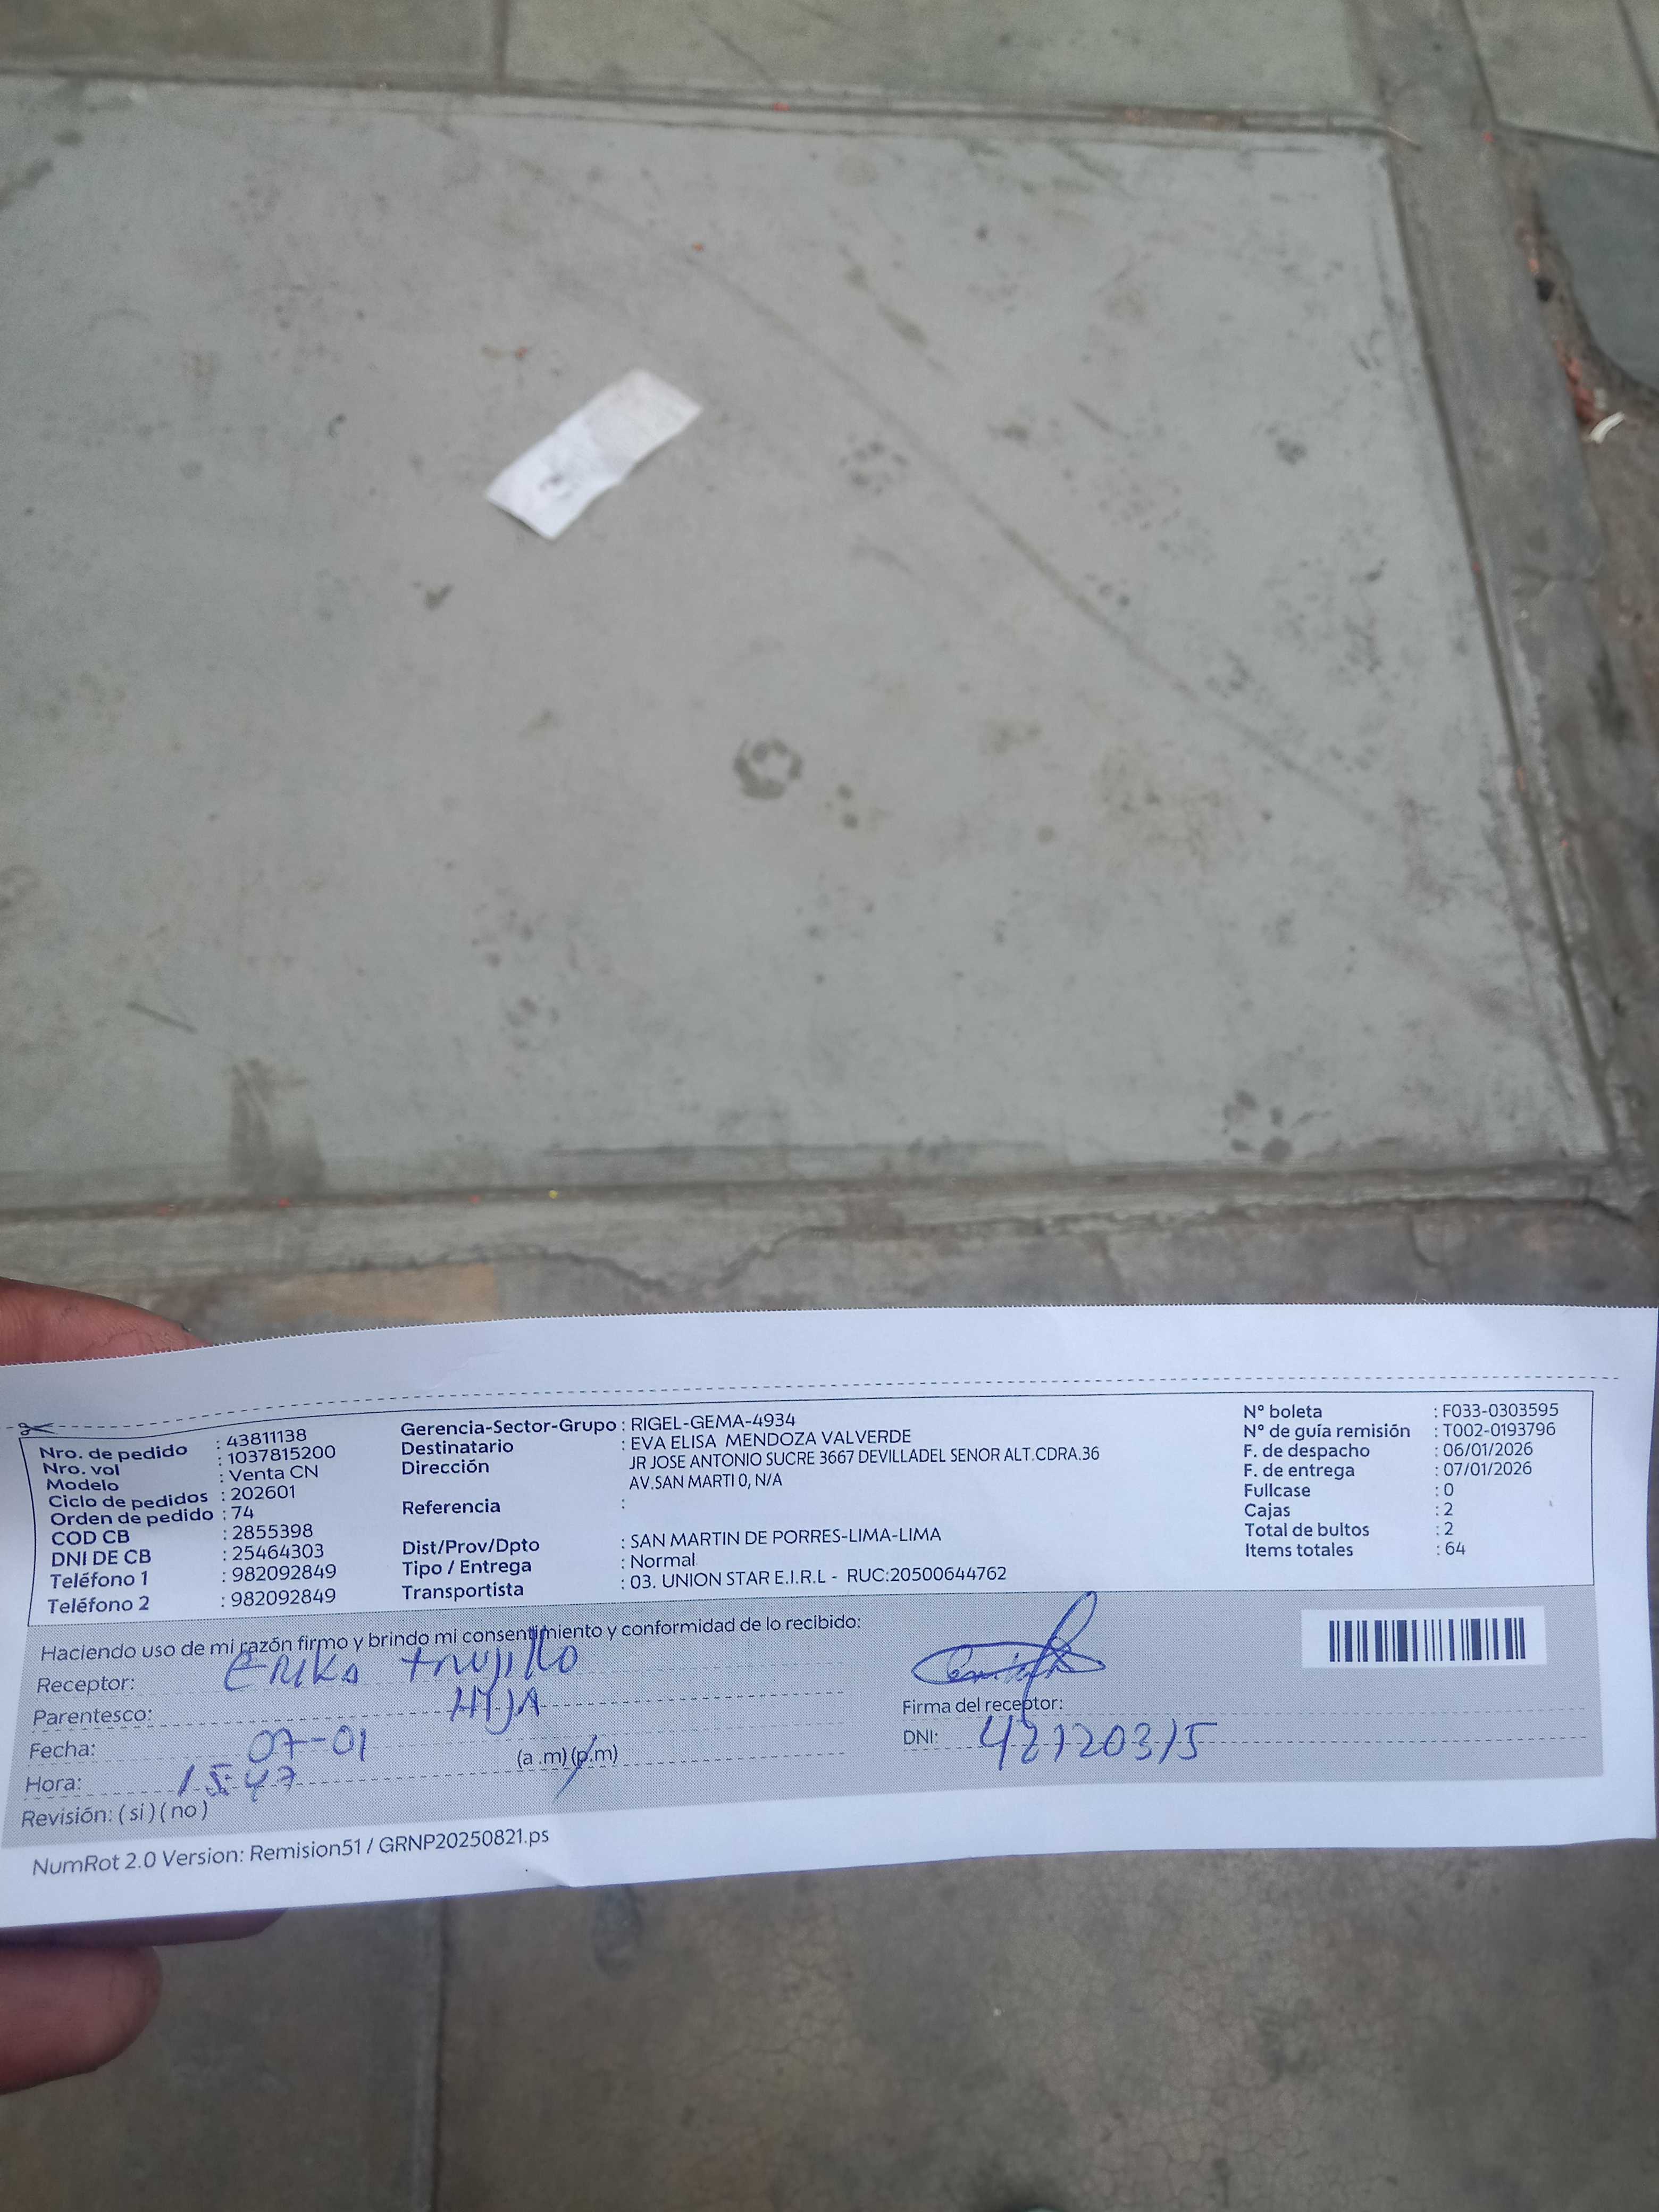 Nro. de pedido : 43811138
Nro. vol : 1037815200
Modelo : Venta CN
Ciclo de pedidos : 202601
Orden de pedido : 74
COD CB : 2855398
DNI DE CB : 25464303
Teléfono 1 : 982092849
Teléfono 2 : 982092849
Gerencia-Sector-Grupo : RIGEL-GEMA-4934
Destinatario : EVA ELISA MENDOZA VALVERDE
Dirección JR JOSE ANTONIO SUCRE 3667 DEVILLADEL SENOR ALT.CDRA.36
AV.SAN MARTI 0, N/A
Referencia :
Dist/Prov/Dpto : SAN MARTIN DE PORRES-LIMA-LIMA
Tipo / Entrega : Normal
Transportista : 03. UNION STAR E.I.R.L - RUC:20500644762
N° boleta : F033-0303595
N° de guía remisión : T002-0193796
F. de despacho : 06/01/2026
F. de entrega : 07/01/2026
Fullcase : 0
Cajas : 2
Total de bultos : 2
Items totales : 64
Haciendo uso de mi razón firmo y brindo mi consentimiento y conformidad de lo recibido:
Receptor: Erika trujillo
Parentesco: HIJA
Fecha: 07-01
Hora: 15:47 (a.m) (p.m)
Revisión: ( si ) ( no )
Firma del receptor:
DNI:
NumRot 2.0 Version: Remision51 / GRNP20250821.ps